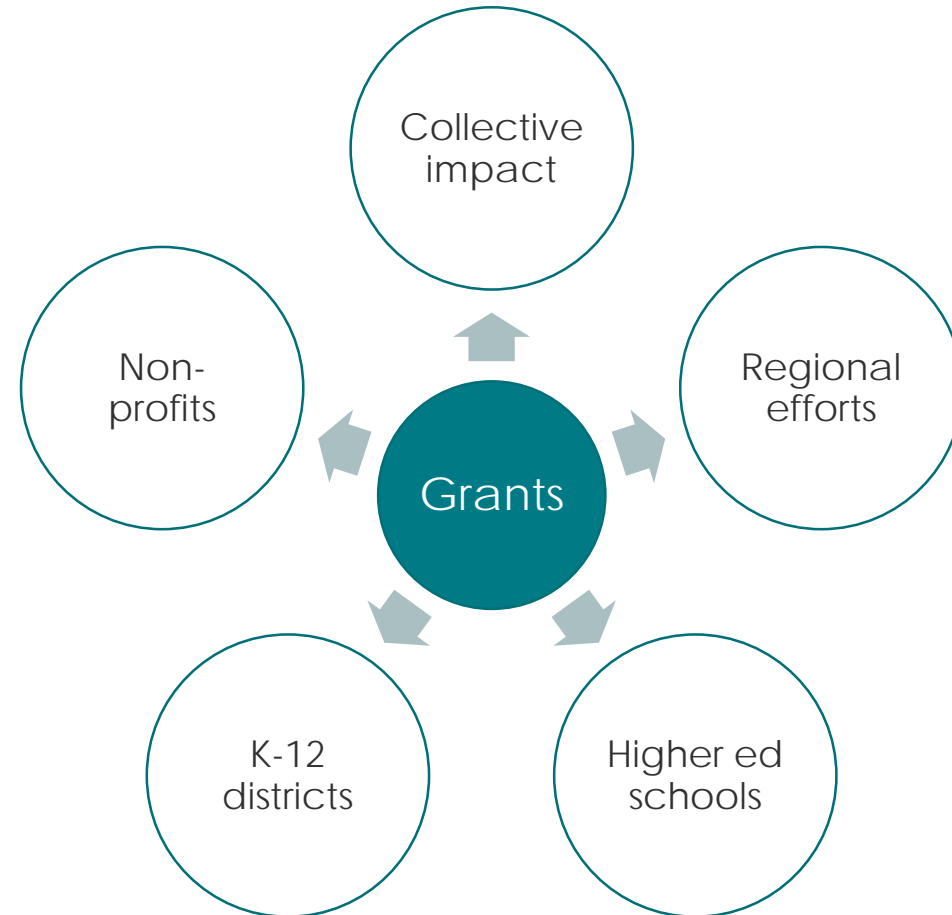 Collective
impact
Non-
profits
Regional
efforts
Grants
K-12
districts
Higher ed
schools